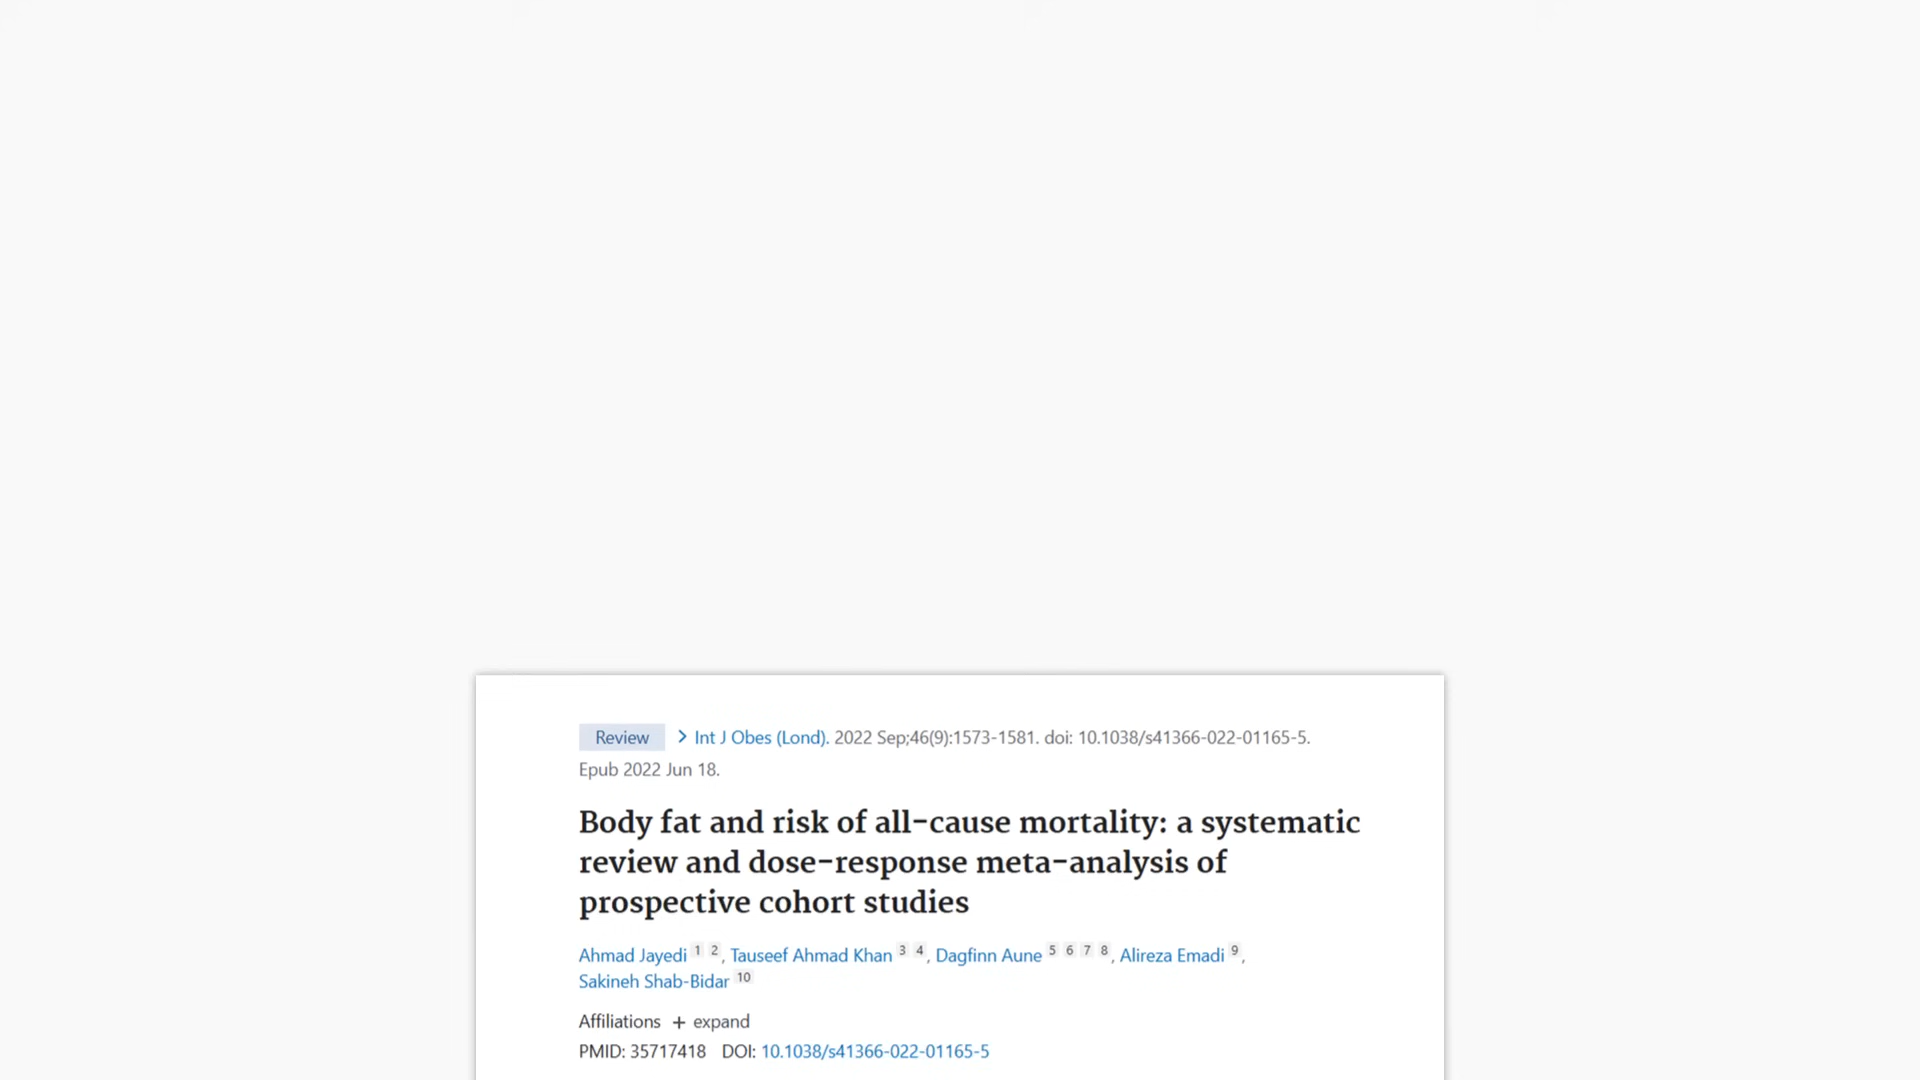 Review > Int J Obes (Lond). 2022 Sep;46(9):1573-1581. doi: 10.1038/s41366-022-01165-5.
Epub 2022 Jun 18.
Body fat and risk of all-cause mortality: a systematic
review and dose-response meta-analysis of
prospective cohort studies
Ahmad Jayedi 1 2, Tauseef Ahmad Khan 3 4, Dagfinn Aune 5 6 7 8, Alireza Emadi 9,
Sakineh Shab-Bidar 10
Affiliations + expand
PMID: 35717418 DOI: 10.1038/s41366-022-01165-5